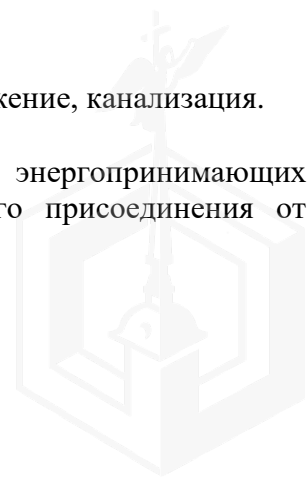 жение, канализация.
энергопринимающих
го присоединения от